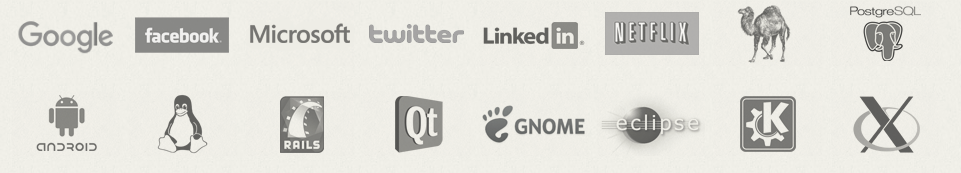 Google
facebook
Microsoft
twitter
Linked in
NETFLIX
PostgreSQL
ANDROID
RAILS
Qt
GNOME
eclipse
K
X